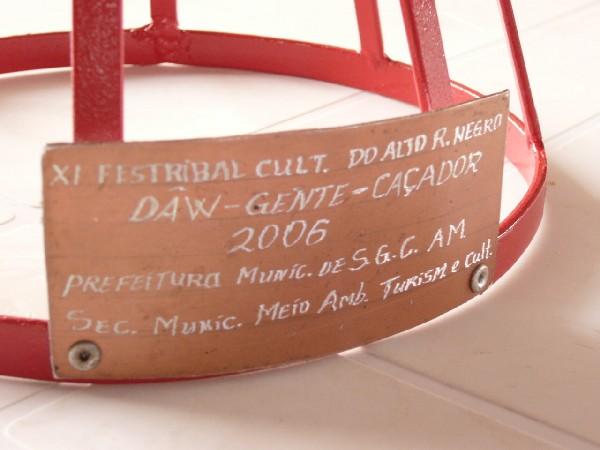 XI FESTRIBAL CULT. DO ALTO R. NEGRO
DÂW-GENTE-CAÇADOR
2006
PREFEITURA MUNIC. DE S.G.C. AM.
SEC. MUNIC. MEIO AMB. TURISM e Cult.